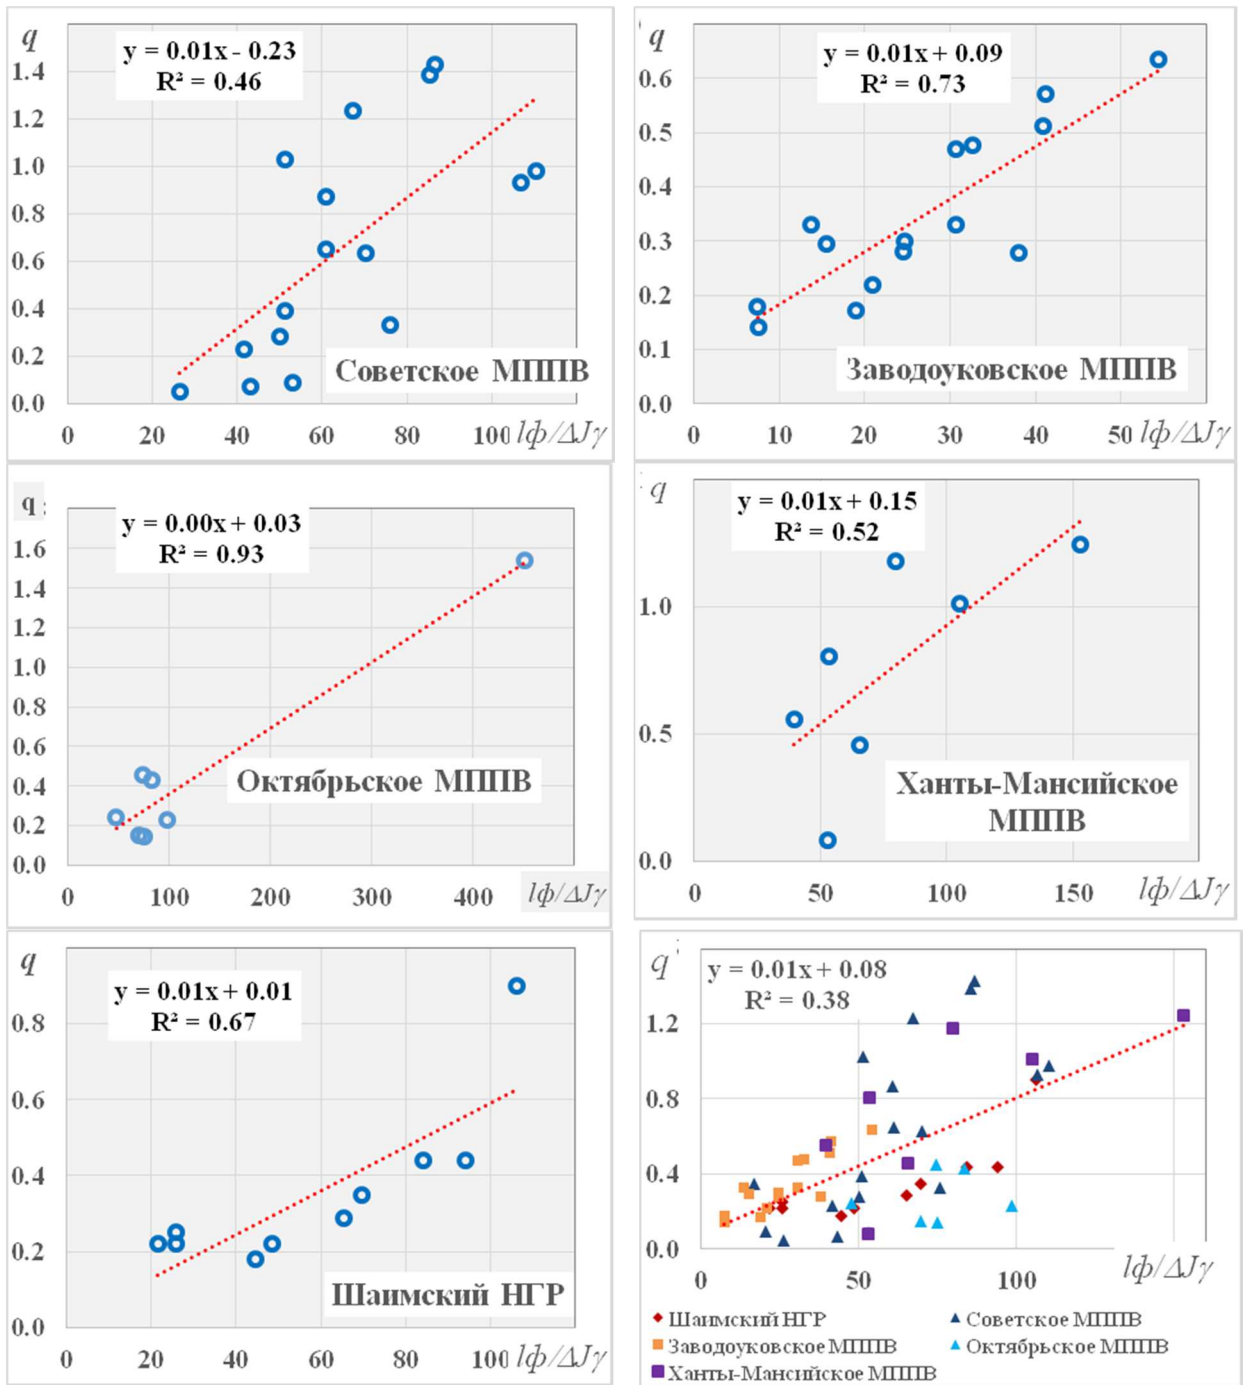 q
y = 0.01x - 0.23
R² = 0.46
1.4
1.2
1.0
0.8
0.6
0.4
0.2
0.0
Советское МППВ
0 20 40 60 80 100 lф/ΔJγ
q
y = 0.01x + 0.09
R² = 0.73
0.6
0.5
0.4
0.3
0.2
0.1
0.0
Заводоуковское МППВ
0 10 20 30 40 50 lф/ΔJγ
q
y = 0.00x + 0.03
R² = 0.93
1.6
1.4
1.2
1.0
0.8
0.6
0.4
0.2
0.0
Октябрьское МППВ
0 100 200 300 400 lф/ΔJγ
q
y = 0.01x + 0.15
R² = 0.52
1.0
0.5
0.0
Ханты-Мансийское
МППВ
0 50 100 150 lф/ΔJγ
q
y = 0.01x + 0.01
R² = 0.67
0.8
0.6
0.4
0.2
0.0
Шаимский НГР
0 20 40 60 80 100 lф/ΔJγ
q
y = 0.01x + 0.08
R² = 0.38
1.2
0.8
0.4
0.0
0 50 100 lф/ΔJγ
Шаимский НГР Советское МППВ
Заводоуковское МППВ Октябрьское МППВ
Ханты-Мансийское МППВ